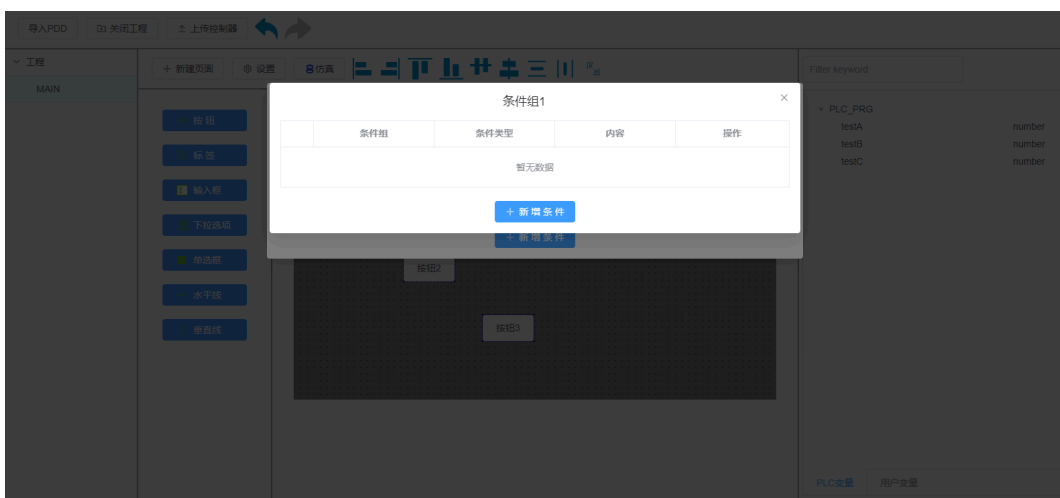 导入PDD 关闭工程 上传控制器
工程
MAIN
+ 新建页面 设置 仿真
Filter keyword
按钮
标签
输入框
下拉选项
单选框
水平线
垂直线
条件组1 ×
条件组 条件类型 内容 操作
暂无数据
+ 新增条件
+ 新增条件
按钮2
按钮3
PLC_PRG
testA number
testB number
testC number
PLC变量 用户变量